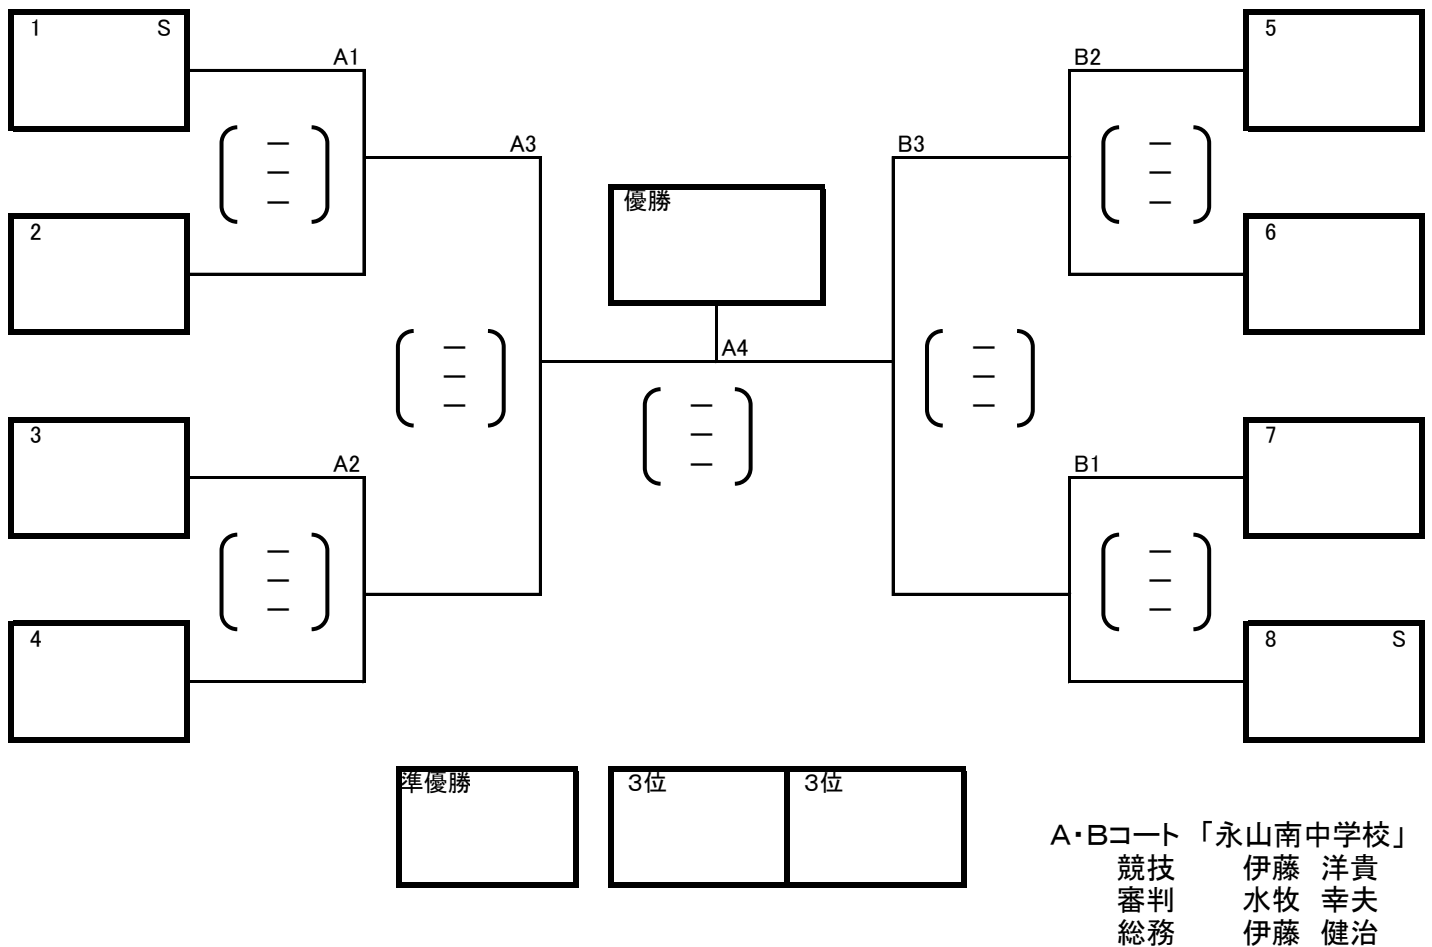 1 S
A1
2
3
A2
4
A3
優勝
A4
B3
B2
5
6
B1
7
8 S
準優勝
３位
３位
A・Bコート 「永山南中学校」
競技 伊藤 洋貴
審判 水牧 幸夫
総務 伊藤 健治